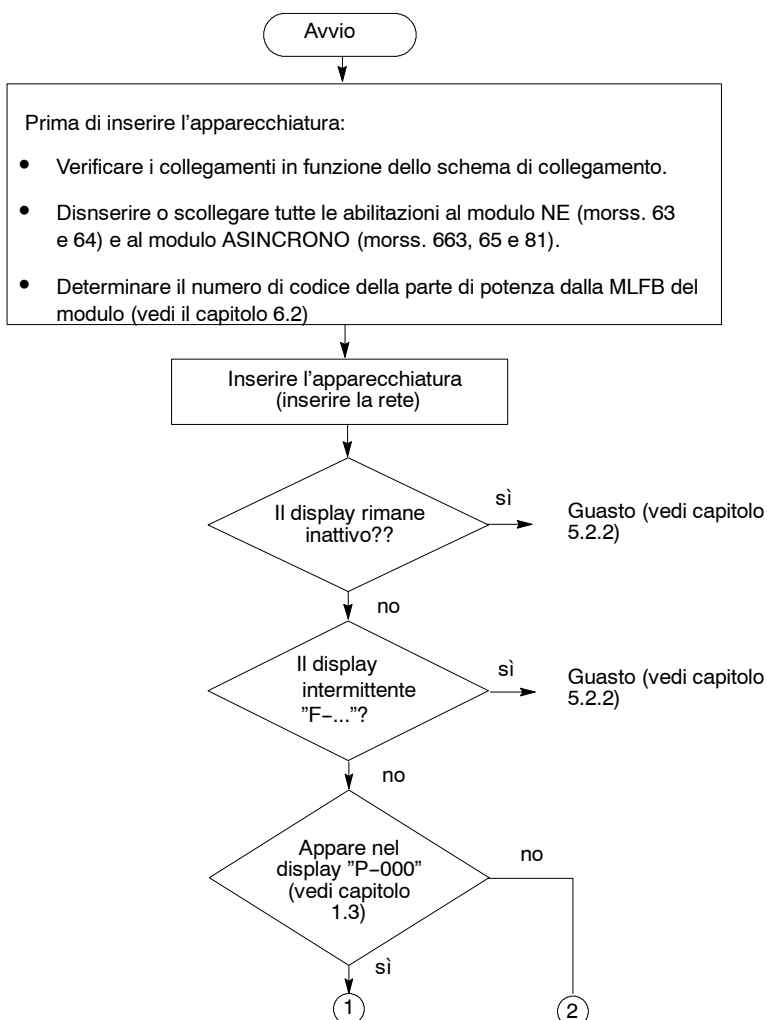 Avvio
Prima di inserire l’apparecchiatura:
• Verificare i collegamenti in funzione dello schema di collegamento.
• Disnserire o scollegare tutte le abilitazioni al modulo NE (morss. 63
e 64) e al modulo ASINCRONO (morss. 663, 65 e 81).
• Determinare il numero di codice della parte di potenza dalla MLFB del
modulo (vedi il capitolo 6.2)
Inserire l’apparecchiatura
(inserire la rete)
Il display rimane
inattivo??
sì
Guasto (vedi capitolo
5.2.2)
no
Il display
intermittente
”F–...”?
sì
Guasto (vedi capitolo
5.2.2)
no
Appare nel
display ”P–000”
(vedi capitolo
1.3)
no
sì
1
2